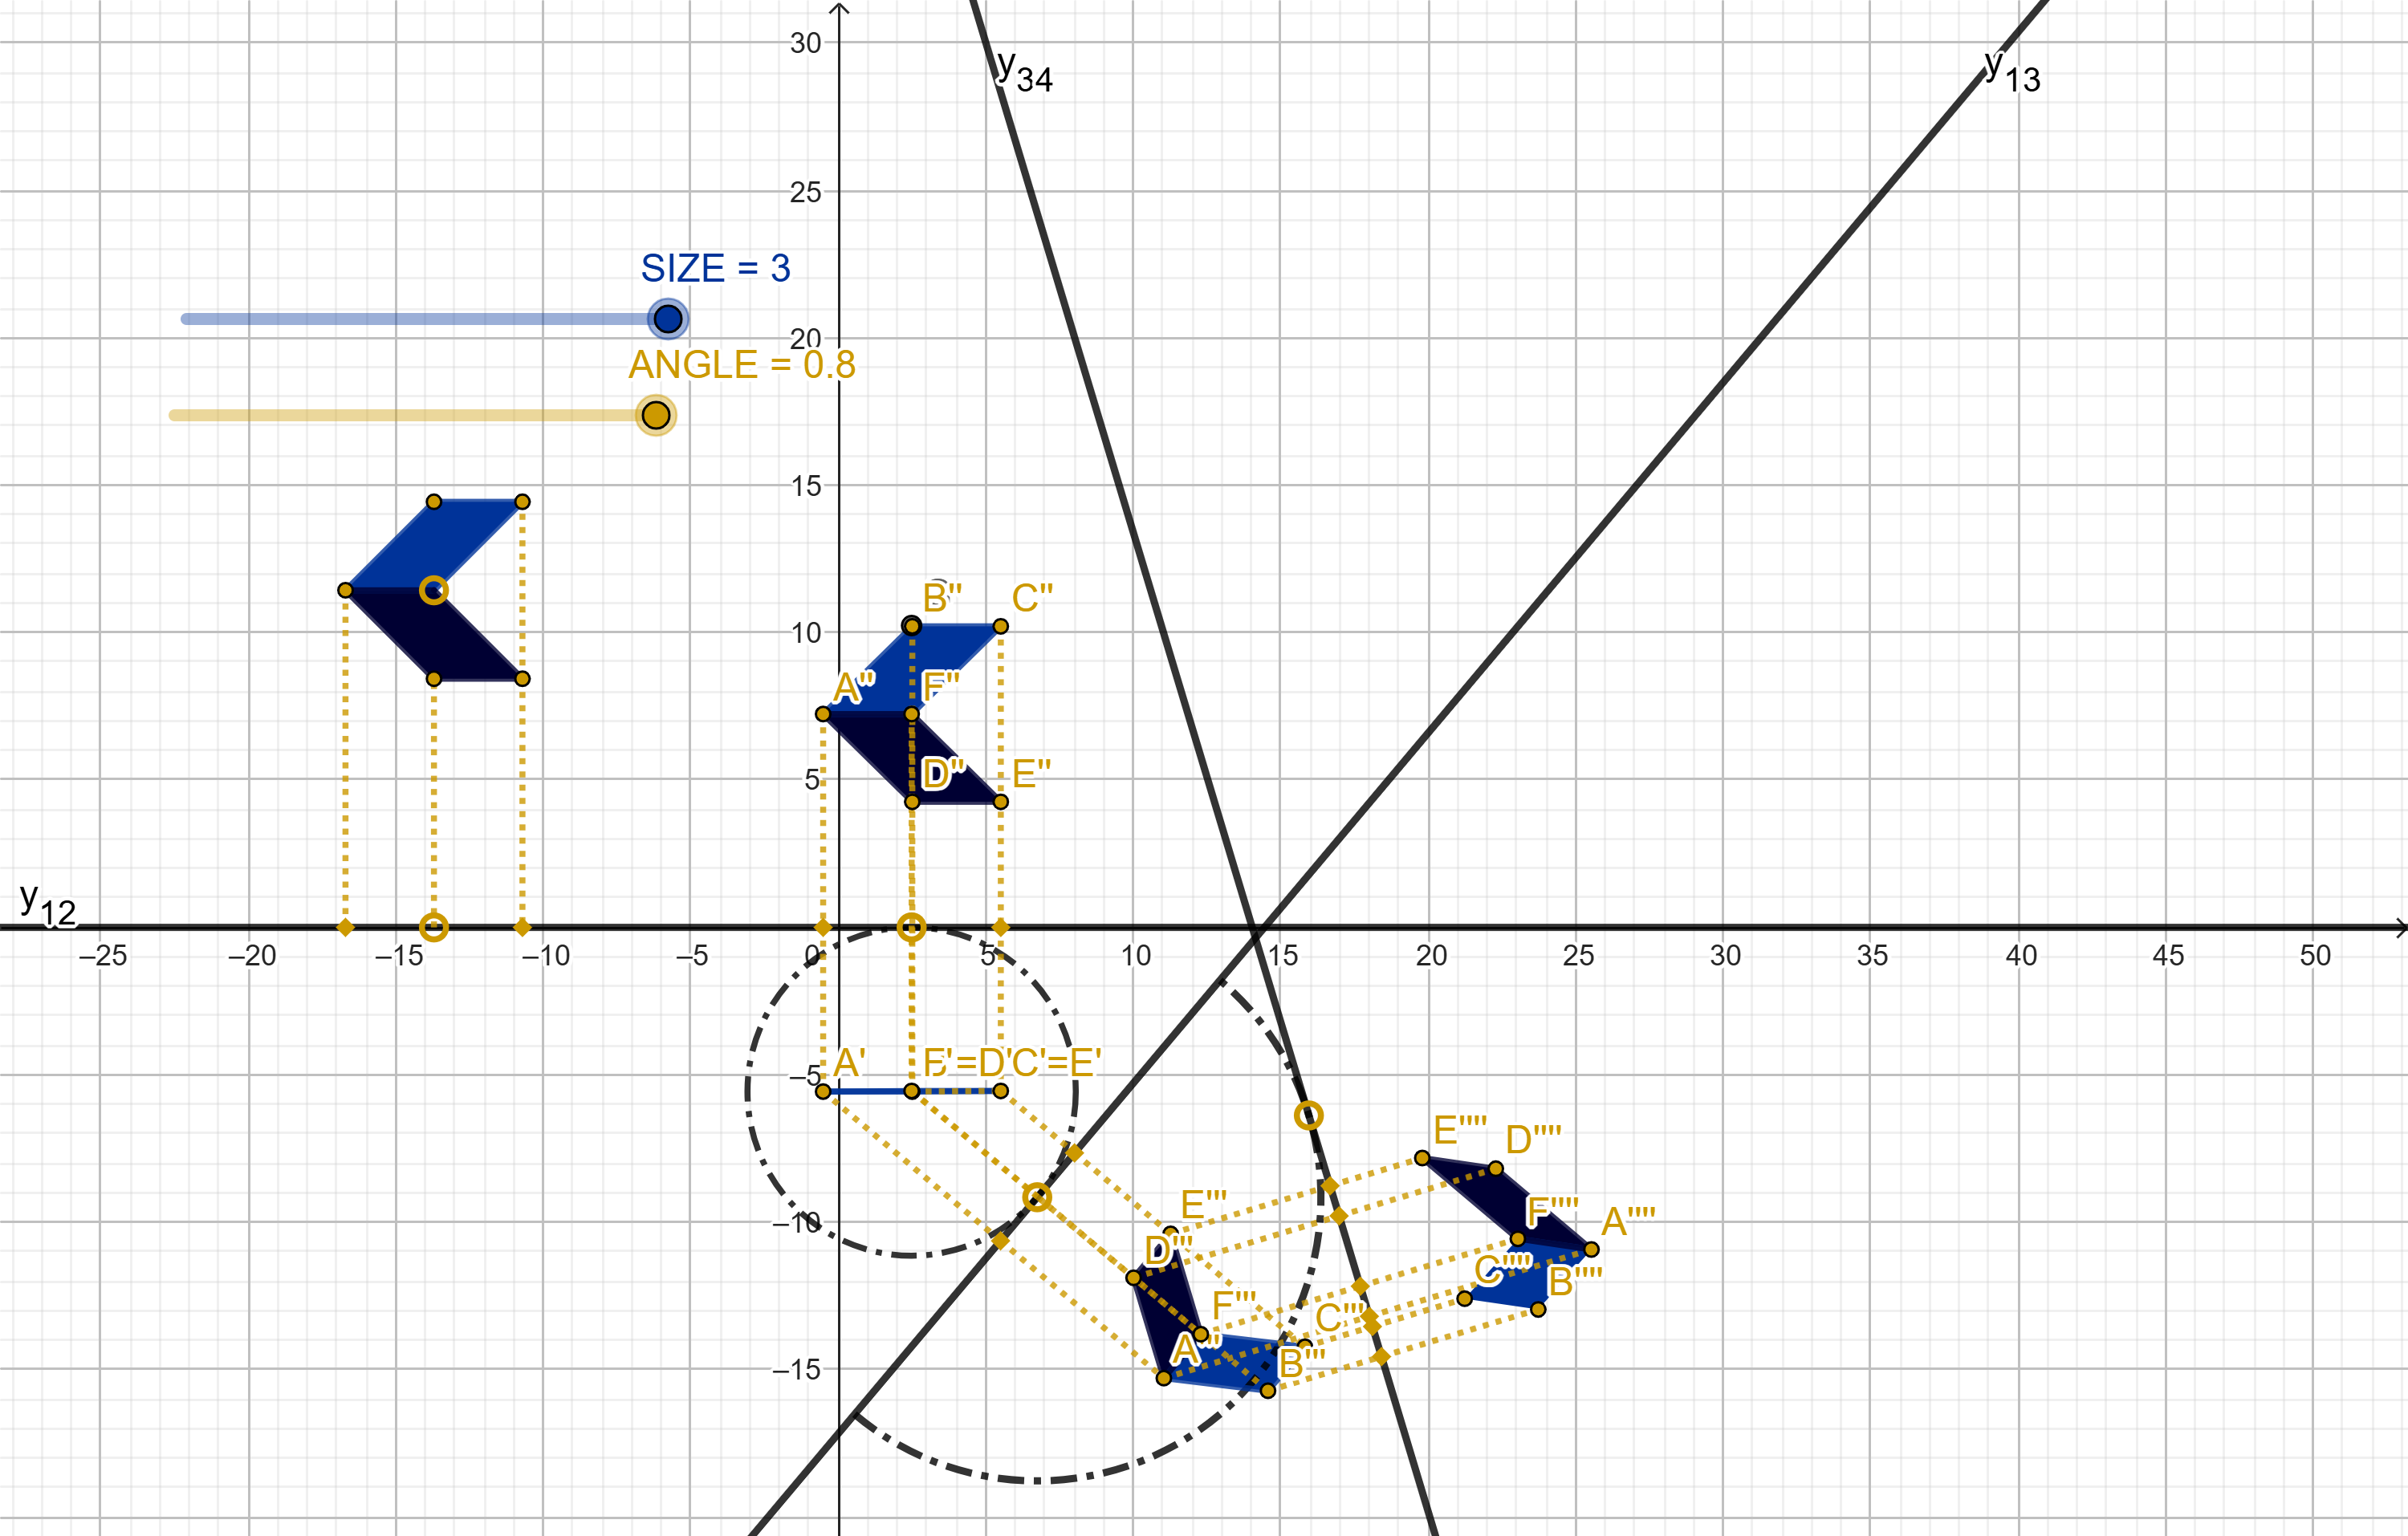 30
y34
y13
25
SIZE = 3
20
ANGLE = 0.8
15
B" C"
10
A" F"
5 D" E"
y12
–25 –20 –15 –10 –5 0 5 10 15 20 25 30 35 40 45 50
–5 A' =D' C'=E'
E"" D""
–10 E"' F"" A""
D"' C"" B""
F"' C"'
–15 A"' B"'